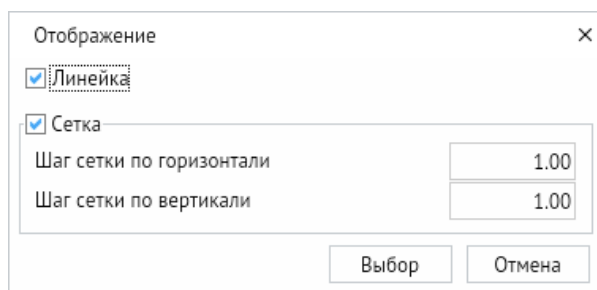 Отображение
Линейка
Сетка
Шаг сетки по горизонтали 1.00
Шаг сетки по вертикали 1.00
Выбор Отмена